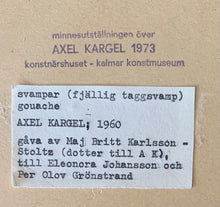 minnesutställningen över
AXEL KARGEL 1973
konstnärshuset - kalmar konstmuseum
svampar (fjällig taggsvamp)
gouache
AXEL KARGEL, 1960
gåva av Maj Britt Karlsson -
Stoltz (dotter till A K),
till Eleonora Johansson och
Per Olov Grönstrand